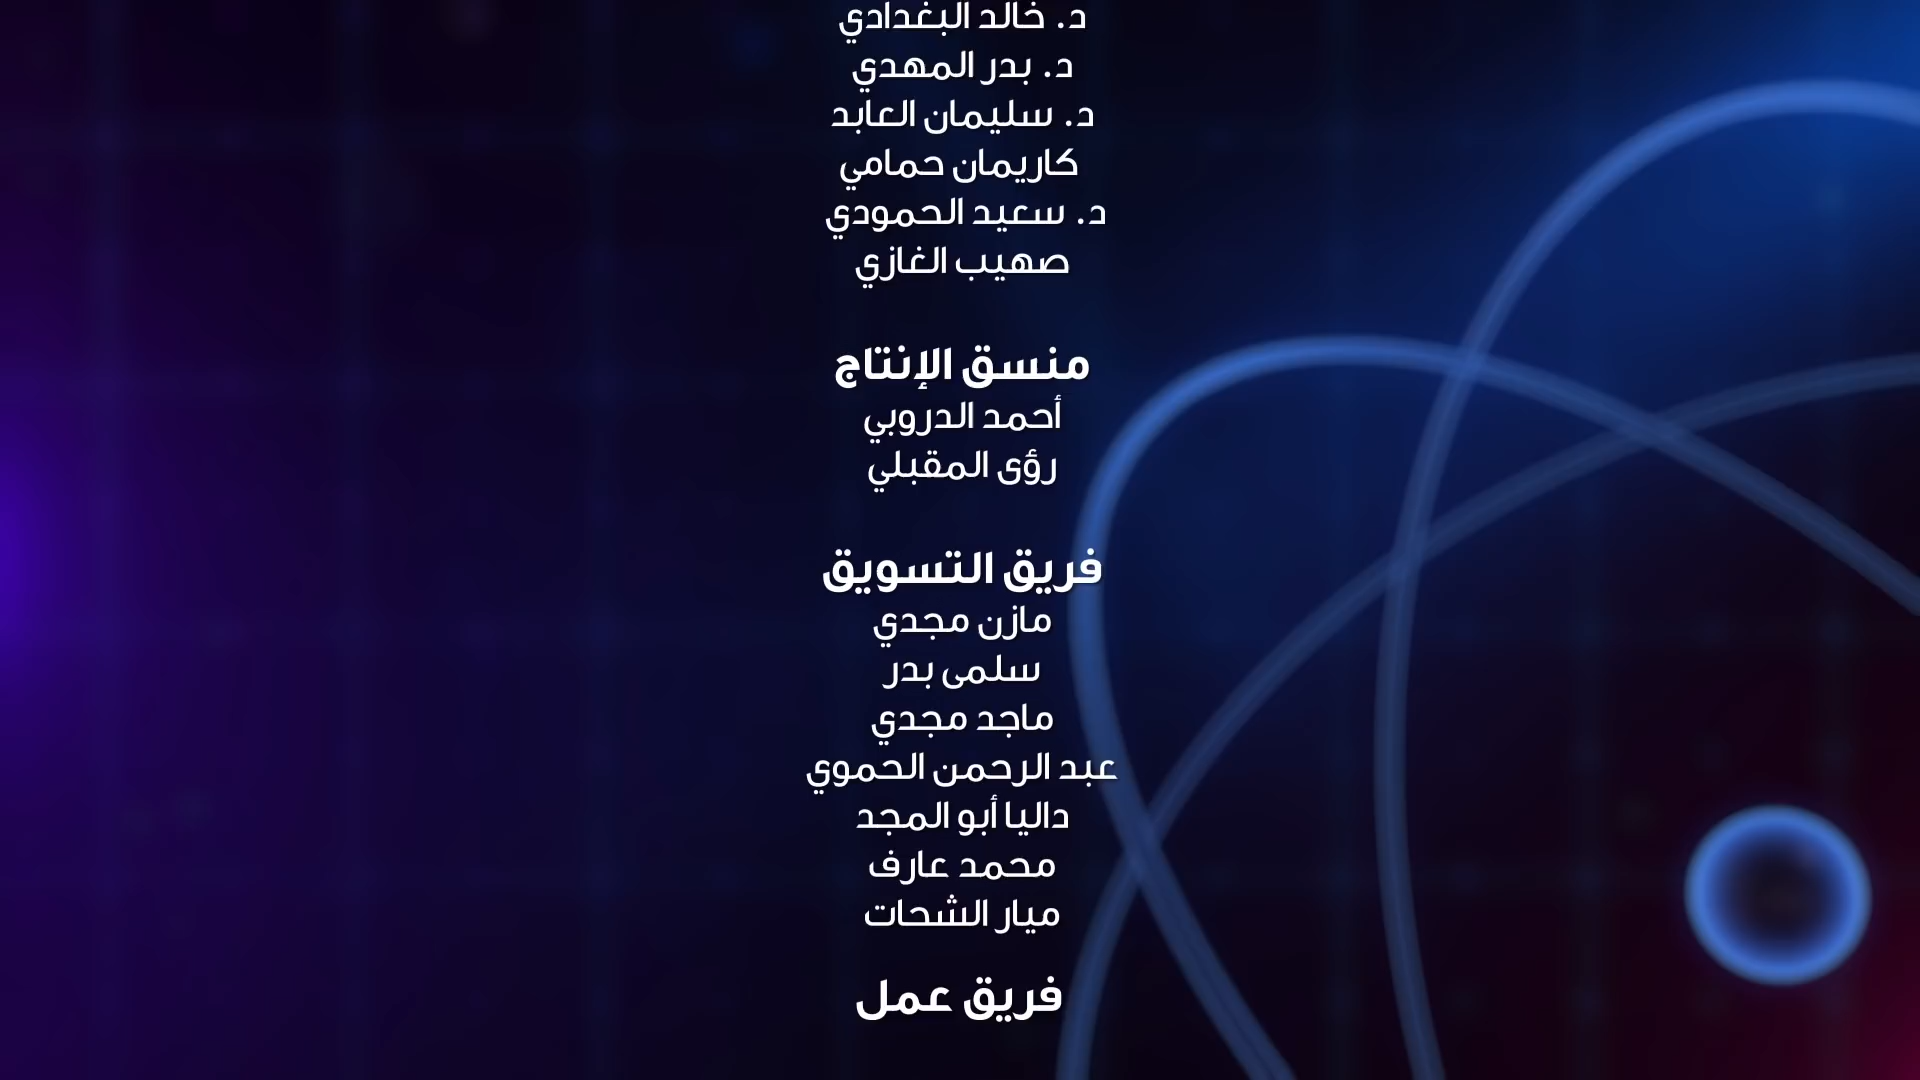 د. خالد البغدادي
د. بدر المهدي
د. سليمان العابد
كاريمان حمامي
د. سعيد الحمودي
صهيب الغازي
منسق الإنتاج
أحمد الدروبي
رؤى المقبلي
فريق التسويق
مازن مجدي
سلمى بدر
ماجد مجدي
عبد الرحمن الحموي
داليا أبو المجد
محمد عارف
ميار الشحات
فريق عمل